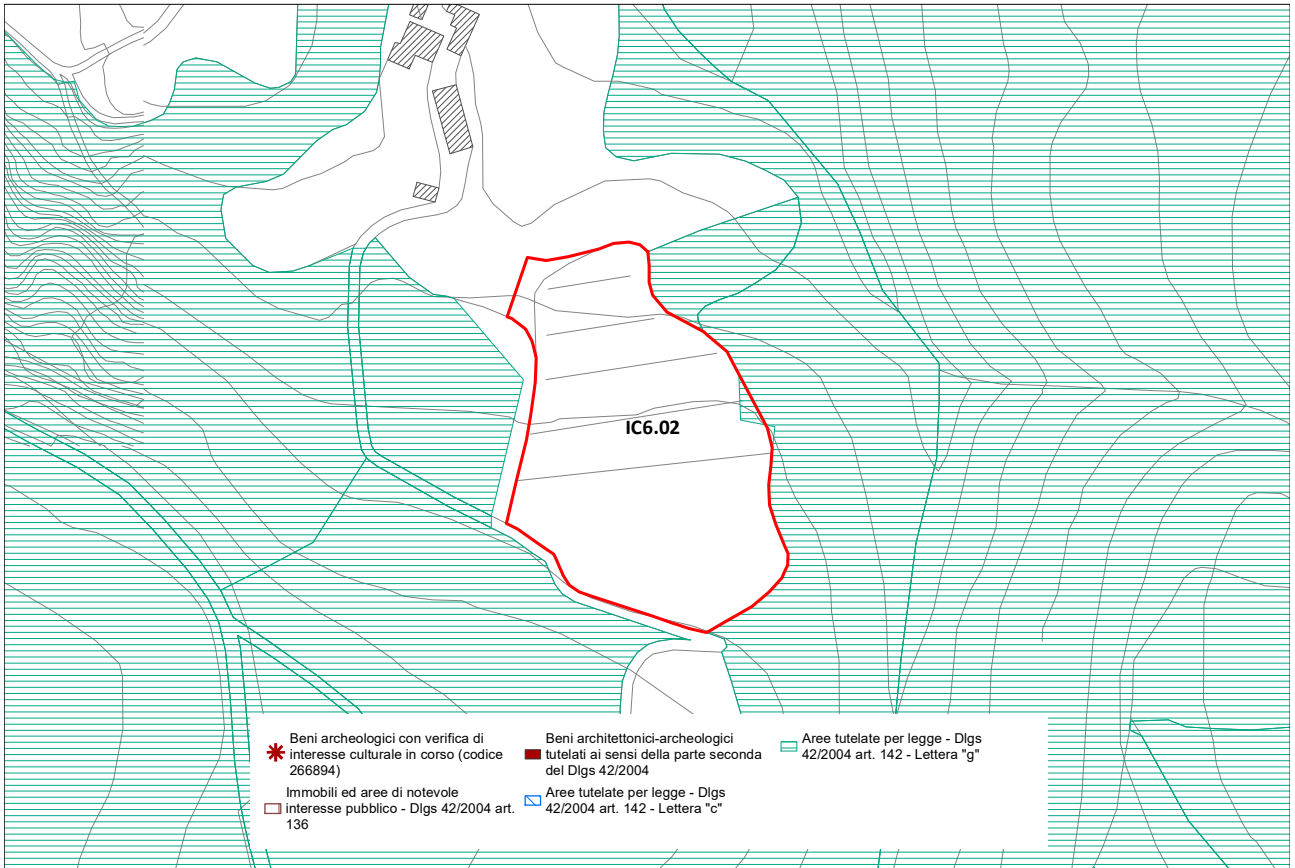 IC6.02
Beni archeologici con verifica di
interesse culturale in corso (codice
266894)
Immobili ed aree di notevole
interesse pubblico - Dlgs 42/2004 art.
136
Beni architettonici-archeologici
tutelati ai sensi della parte seconda
del Dlgs 42/2004
Aree tutelate per legge - Dlgs
42/2004 art. 142 - Lettera "c"
Aree tutelate per legge - Dlgs
42/2004 art. 142 - Lettera "g"